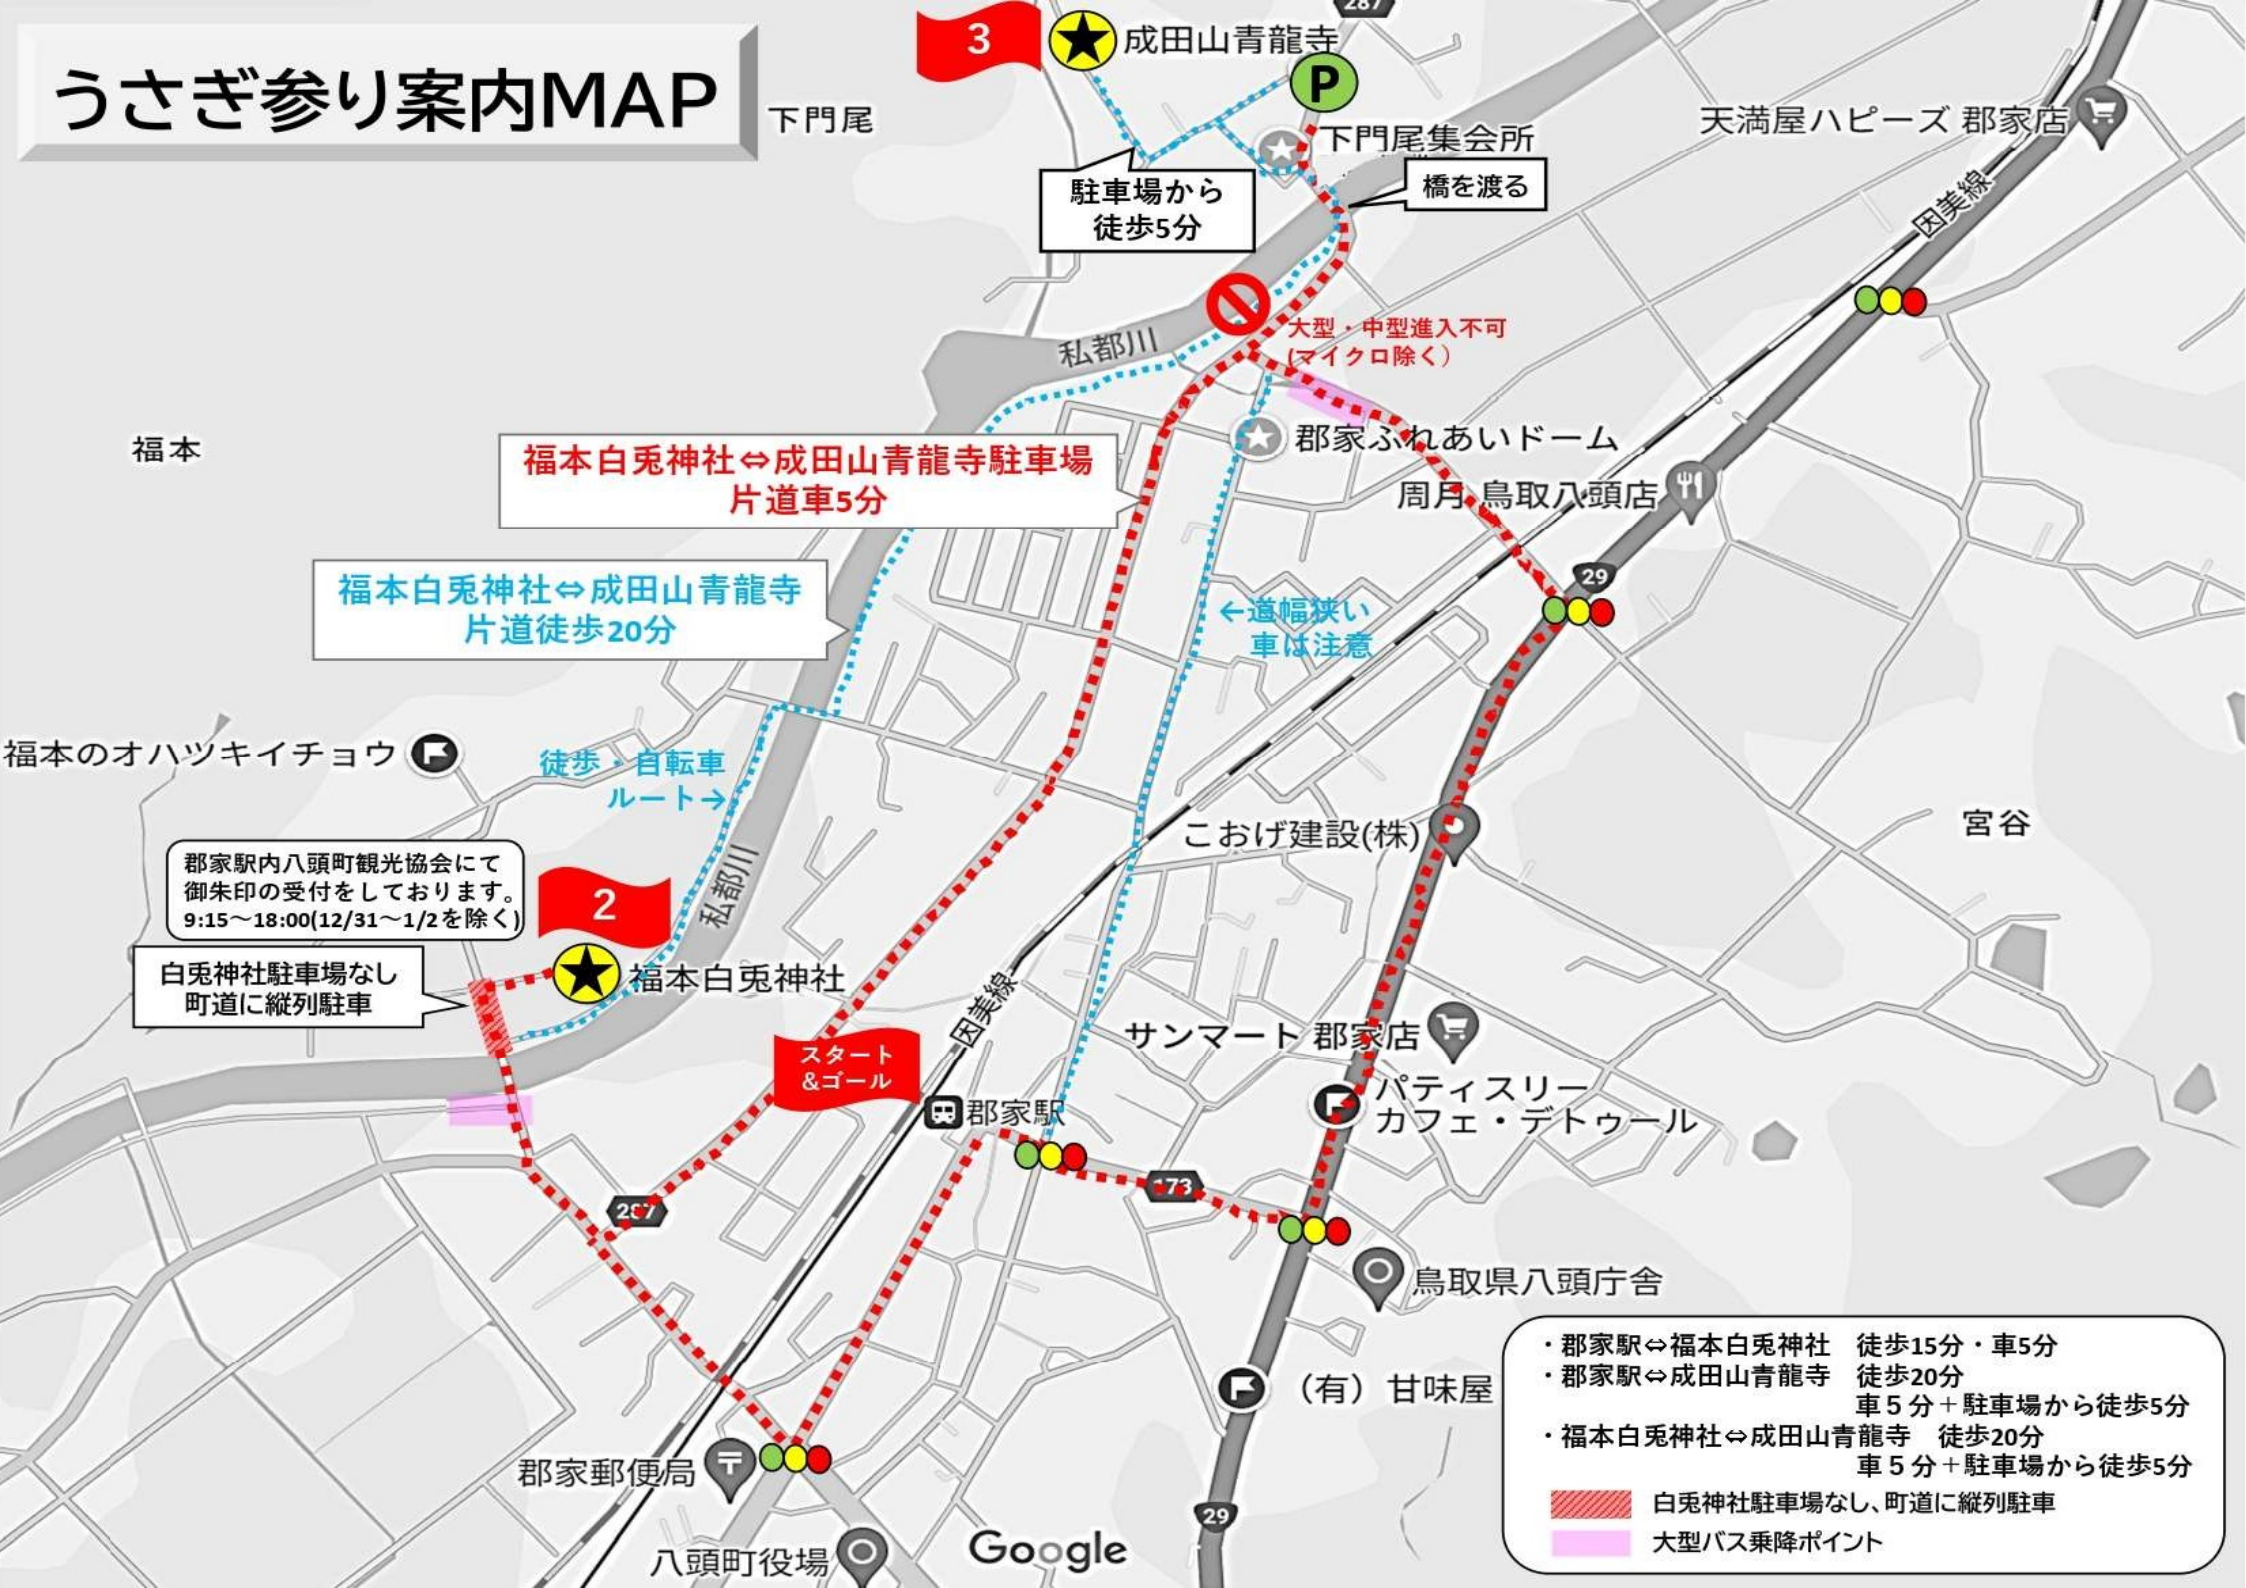 うさぎ参り案内MAP
3
成田山青龍寺
287
P
下門尾
下門尾集会所
天満屋ハピーズ 郡家店
駐車場から
徒歩5分
橋を渡る
因美線
私都川
大型・中型進入不可
(マイクロ除く）
福本
福本白兎神社⇔成田山青龍寺駐車場
片道車5分
郡家ふれあいドーム
周月 鳥取八頭店
29
福本白兎神社⇔成田山青龍寺
片道徒歩20分
←道幅狭い
車は注意
福本のオハツキイチョウ
徒歩・自転車
ルート→
こおげ建設(株)
宮谷
郡家駅内八頭町観光協会にて
御朱印の受付をしております。
9:15～18:00(12/31～1/2を除く)
2
私都川
白兎神社駐車場なし
町道に縦列駐車
福本白兎神社
因美線
サンマート 郡家店
スタート
&ゴール
郡家駅
パティスリー
カフェ・デトゥール
173
287
鳥取県八頭庁舎
（有）甘味屋
郡家郵便局
29
八頭町役場
Google
・郡家駅⇔福本白兎神社　徒歩15分・車5分
・郡家駅⇔成田山青龍寺　徒歩20分
車５分＋駐車場から徒歩5分
・福本白兎神社⇔成田山青龍寺　徒歩20分
車５分＋駐車場から徒歩5分
白兎神社駐車場なし、町道に縦列駐車
大型バス乗降ポイント